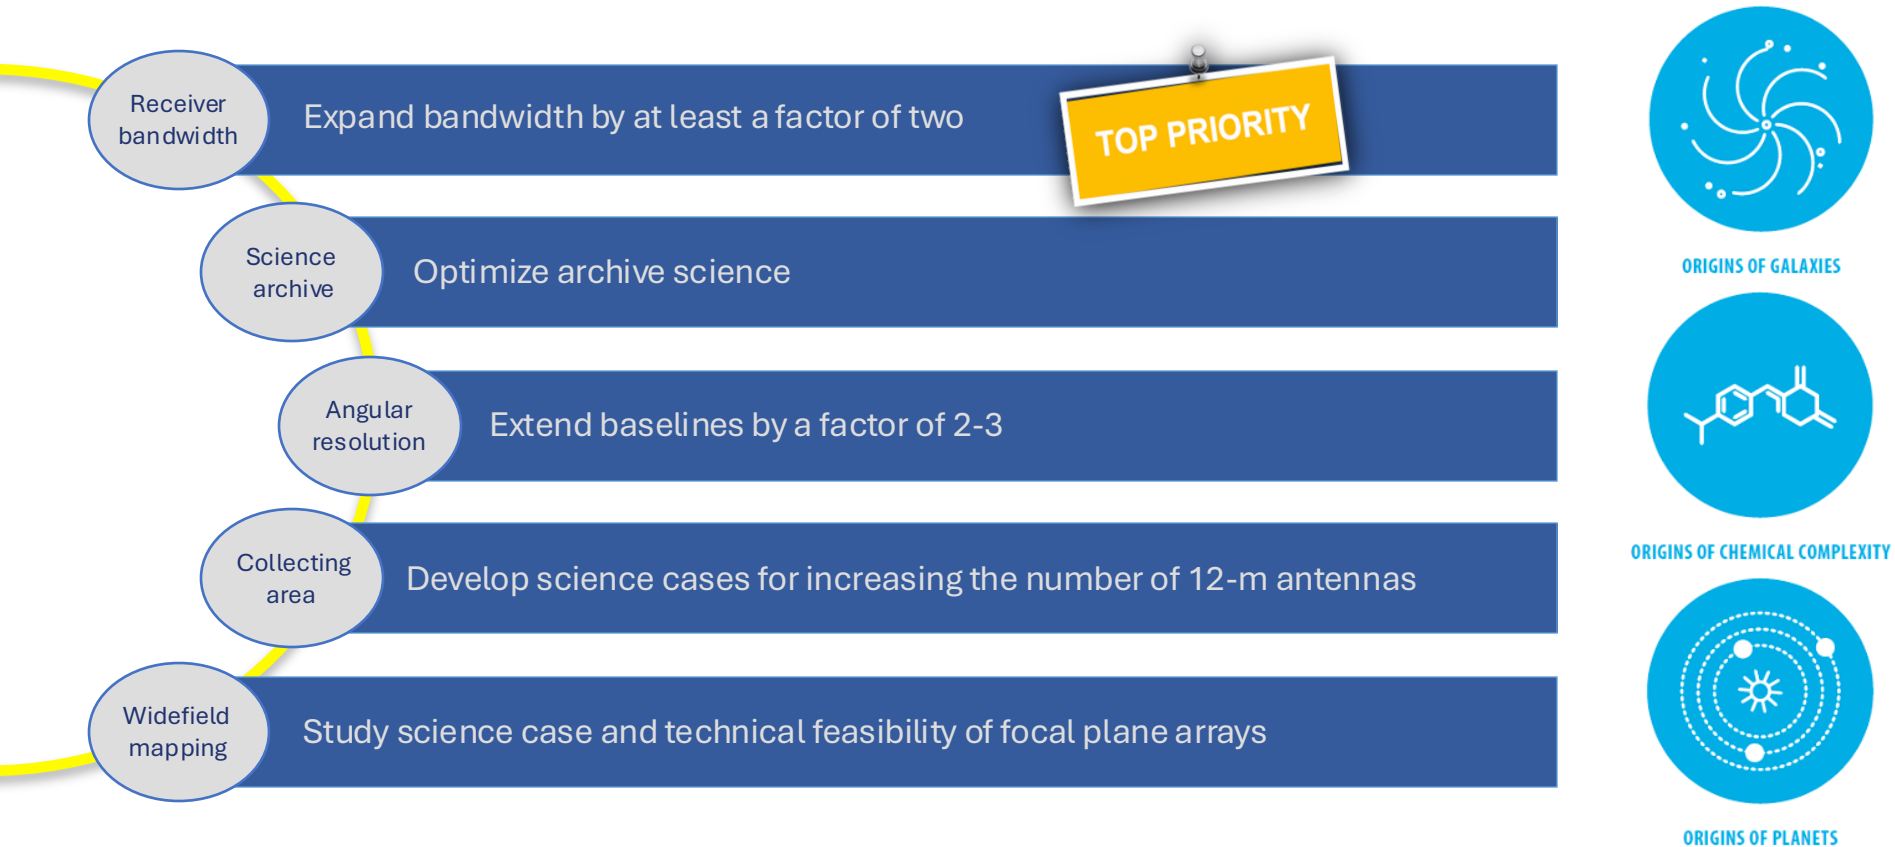 Receiver
bandwidth
Expand bandwidth by at least a factor of two
TOP PRIORITY
Science
archive
Optimize archive science
Angular
resolution
Extend baselines by a factor of 2-3
Collecting
area
Develop science cases for increasing the number of 12-m antennas
Widefield
mapping
Study science case and technical feasibility of focal plane arrays
ORIGINS OF GALAXIES
ORIGINS OF CHEMICAL COMPLEXITY
ORIGINS OF PLANETS